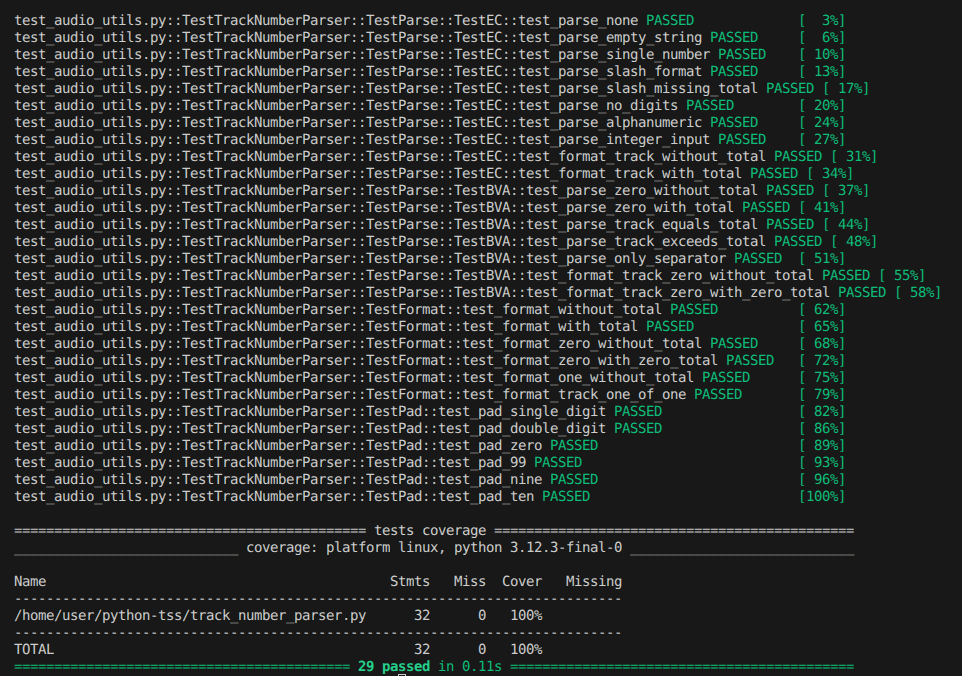 test_audio_utils.py::TestTrackNumberParser::TestParse::TestEC::test_parse_none PASSED [  3%]
test_audio_utils.py::TestTrackNumberParser::TestParse::TestEC::test_parse_empty_string PASSED [  6%]
test_audio_utils.py::TestTrackNumberParser::TestParse::TestEC::test_parse_single_number PASSED [ 10%]
test_audio_utils.py::TestTrackNumberParser::TestParse::TestEC::test_parse_slash_format PASSED [ 13%]
test_audio_utils.py::TestTrackNumberParser::TestParse::TestEC::test_parse_slash_missing_total PASSED [ 17%]
test_audio_utils.py::TestTrackNumberParser::TestParse::TestEC::test_parse_no_digits PASSED [ 20%]
test_audio_utils.py::TestTrackNumberParser::TestParse::TestEC::test_parse_alphanumeric PASSED [ 24%]
test_audio_utils.py::TestTrackNumberParser::TestParse::TestEC::test_parse_integer_input PASSED [ 27%]
test_audio_utils.py::TestTrackNumberParser::TestParse::TestEC::test_format_track_without_total PASSED [ 31%]
test_audio_utils.py::TestTrackNumberParser::TestParse::TestEC::test_format_track_with_total PASSED [ 34%]
test_audio_utils.py::TestTrackNumberParser::TestParse::TestBVA::test_parse_zero_without_total PASSED [ 37%]
test_audio_utils.py::TestTrackNumberParser::TestParse::TestBVA::test_parse_zero_with_total PASSED [ 41%]
test_audio_utils.py::TestTrackNumberParser::TestParse::TestBVA::test_parse_track_equals_total PASSED [ 44%]
test_audio_utils.py::TestTrackNumberParser::TestParse::TestBVA::test_parse_track_exceeds_total PASSED [ 48%]
test_audio_utils.py::TestTrackNumberParser::TestParse::TestBVA::test_parse_only_separator PASSED [ 51%]
test_audio_utils.py::TestTrackNumberParser::TestParse::TestBVA::test_format_track_zero_without_total PASSED [ 55%]
test_audio_utils.py::TestTrackNumberParser::TestParse::TestBVA::test_format_track_zero_with_zero_total PASSED [ 58%]
test_audio_utils.py::TestTrackNumberParser::TestFormat::test_format_without_total PASSED [ 62%]
test_audio_utils.py::TestTrackNumberParser::TestFormat::test_format_with_total PASSED [ 65%]
test_audio_utils.py::TestTrackNumberParser::TestFormat::test_format_zero_without_total PASSED [ 68%]
test_audio_utils.py::TestTrackNumberParser::TestFormat::test_format_zero_with_zero_total PASSED [ 72%]
test_audio_utils.py::TestTrackNumberParser::TestFormat::test_format_one_without_total PASSED [ 75%]
test_audio_utils.py::TestTrackNumberParser::TestFormat::test_format_track_one_of_one PASSED [ 79%]
test_audio_utils.py::TestTrackNumberParser::TestPad::test_pad_single_digit PASSED [ 82%]
test_audio_utils.py::TestTrackNumberParser::TestPad::test_pad_double_digit PASSED [ 86%]
test_audio_utils.py::TestTrackNumberParser::TestPad::test_pad_zero PASSED [ 89%]
test_audio_utils.py::TestTrackNumberParser::TestPad::test_pad_99 PASSED [ 93%]
test_audio_utils.py::TestTrackNumberParser::TestPad::test_pad_nine PASSED [ 96%]
test_audio_utils.py::TestTrackNumberParser::TestPad::test_pad_ten PASSED [100%]
============================================ tests coverage =============================================
____________________________ coverage: platform linux, python 3.12.3-final-0 ____________________________
Name Stmts Miss Cover Missing
----------------------------------------------------------------------------
/home/user/python-tss/track_number_parser.py 32 0 100%
----------------------------------------------------------------------------
TOTAL 32 0 100%
========================================== 29 passed in 0.11s ===========================================